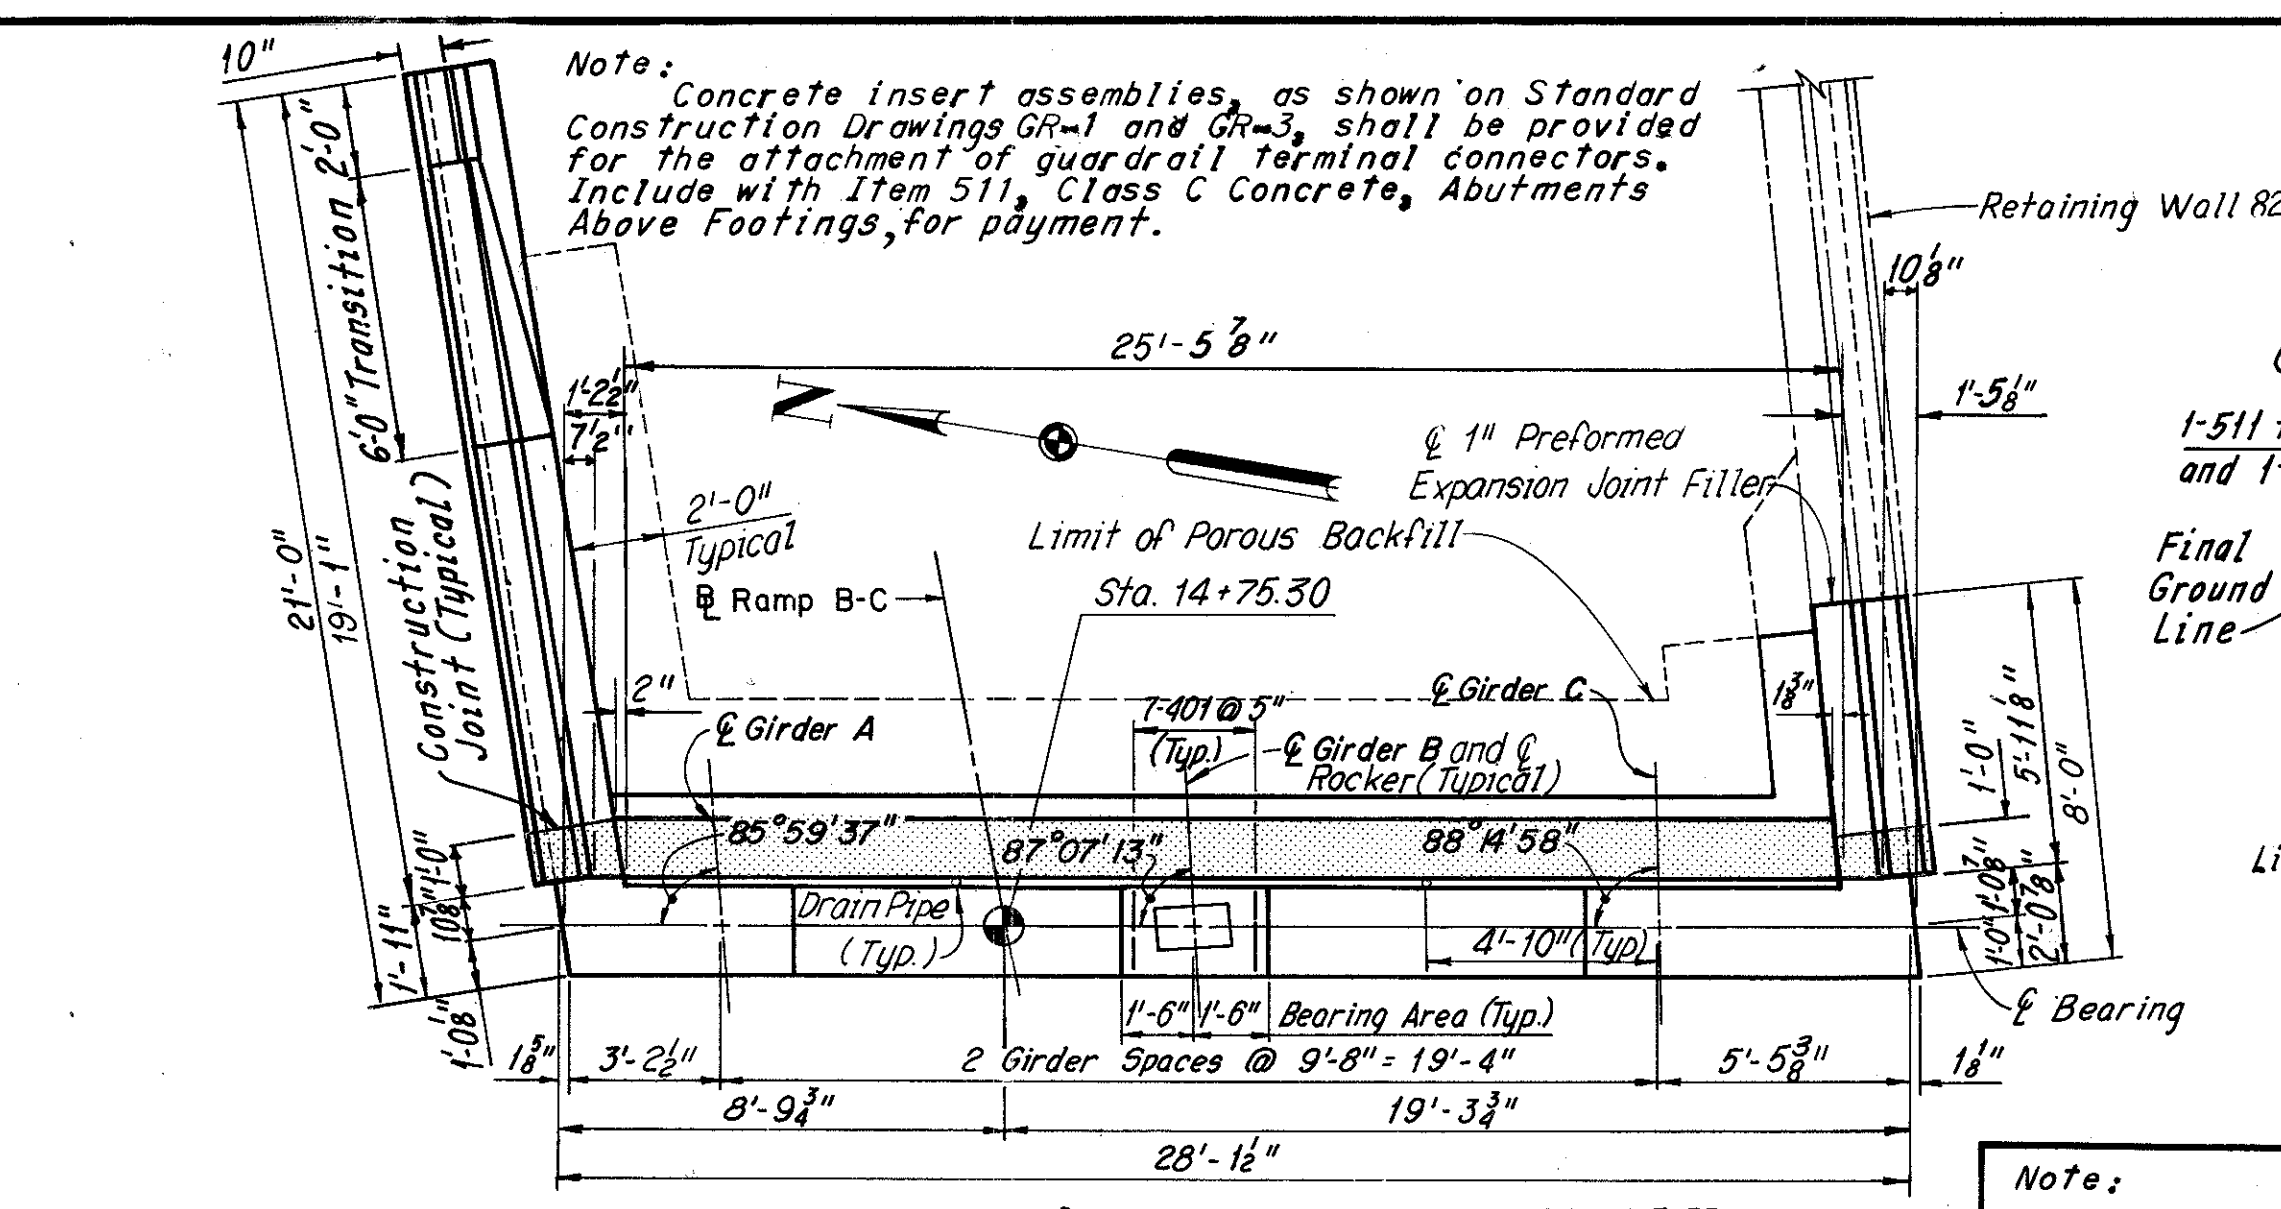 10"
Note:
Concrete insert assemblies, as shown on Standard
Construction Drawings GR-1 and GR-3, shall be provided
for the attachment of guardrail terminal connectors.
Include with Item 511, Class C Concrete, Abutments
Above Footings, for payment.
Retaining Wall 82
10 1/8"
2'-0"
6'-0" Transition
25'-5 7/8"
1'-2 1/2"
7 1/2"
N
1'-5 1/8"
℄ 1" Preformed
Expansion Joint Filler
1-511
and 1-
2'-0"
Typical
Limit of Porous Backfill
Final
Ground
Line
℞ Ramp B-C
Sta. 14+75.30
21'-0"
19'-1"
Construction
Joint (Typical)
2"
℄ Girder A
7-401 @ 5"
(Typ.)
℄ Girder C
1 3/8"
℄ Girder B and ℄
Rocker (Typical)
1'-0"
5'-11 1/8"
8'-0"
85°59'37"
87°07'13"
88°14'58"
1'-0"
10 7/8"
1'-11"
1'-0 1/8"
Drain Pipe
(Typ.)
4'-10" (Typ.)
1'-0 7/8"
1'-0"
2'-0 7/8"
Li
1'-6"
1'-6"
Bearing Area (Typ.)
℄ Bearing
1 5/8"
3'-2 1/2"
2 Girder Spaces @ 9'-8" = 19'-4"
5'-5 3/8"
1 1/8"
8'-9 3/4"
19'-3 3/4"
28'-1 1/2"
Note: